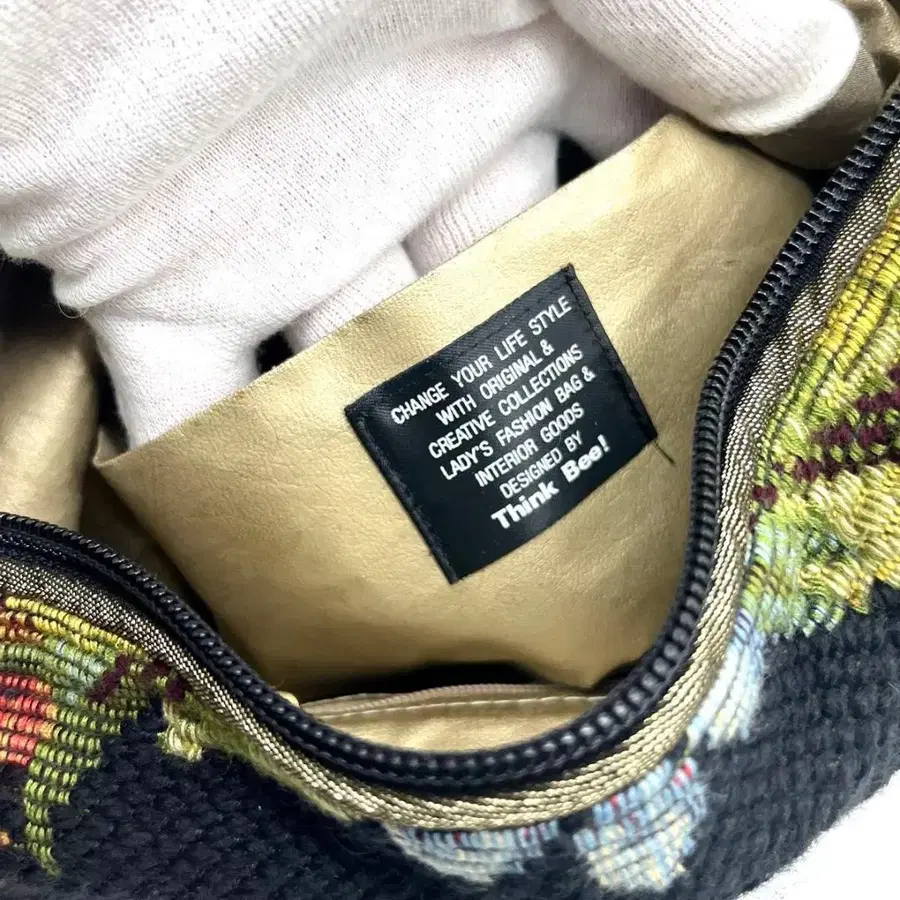 CHANGE YOUR LIFE STYLE
WITH ORIGINAL &
CREATIVE COLLECTIONS
LADY'S FASHION BAG &
INTERIOR GOODS
DESIGNED BY
Think Bee!